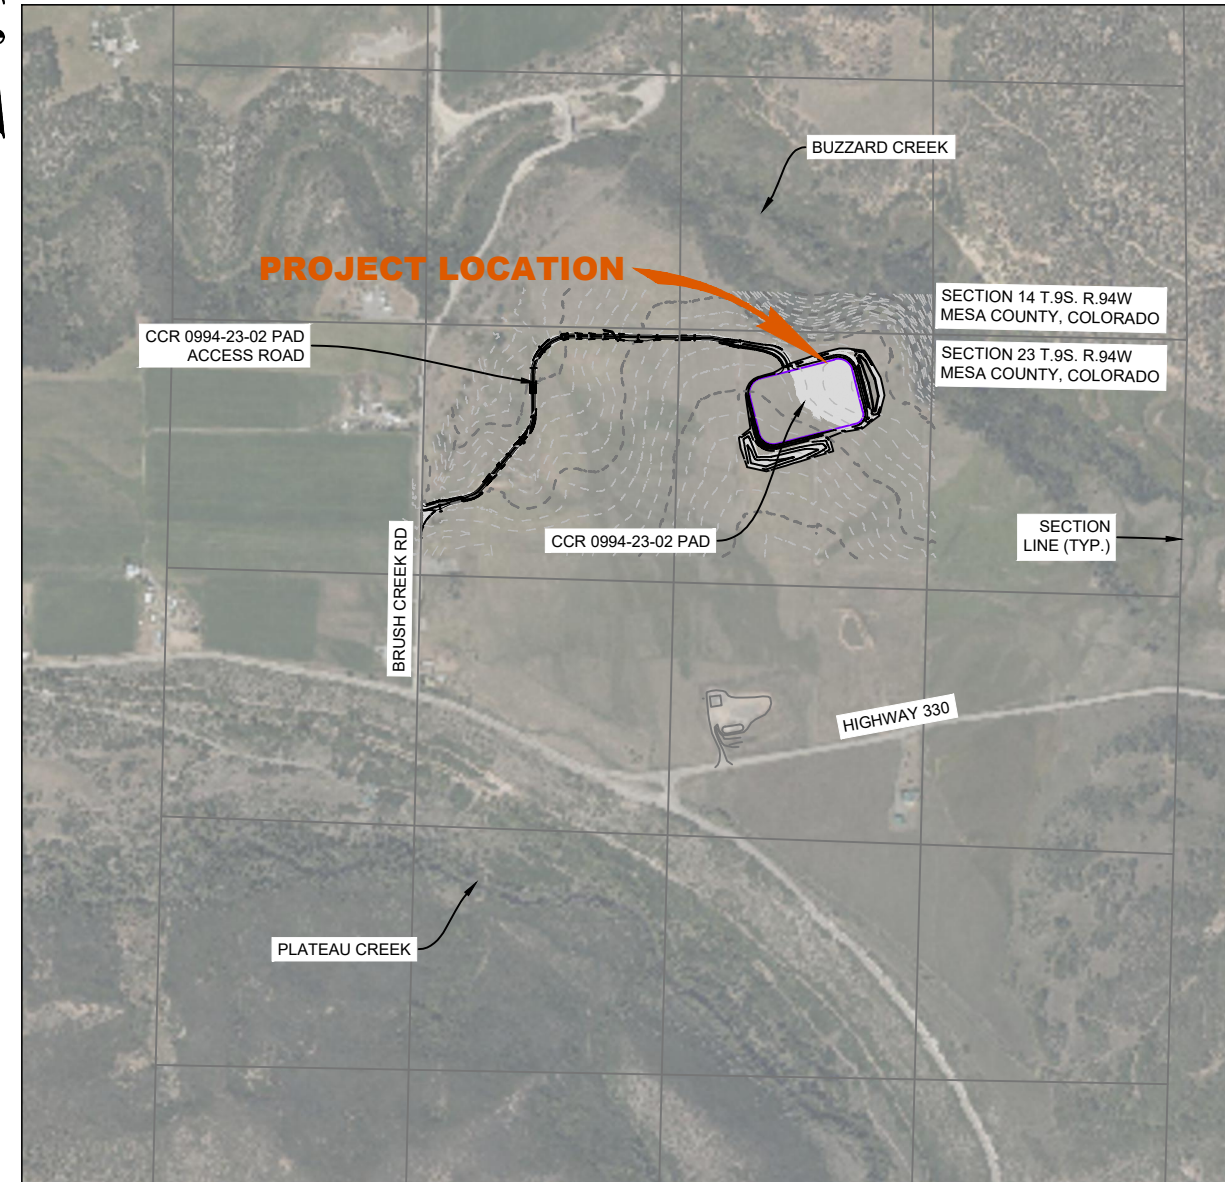 BUZZARD CREEK
PROJECT LOCATION
SECTION 14 T.9S. R.94W
MESA COUNTY, COLORADO
CCR 0994-23-02 PAD
ACCESS ROAD
SECTION 23 T.9S. R.94W
MESA COUNTY, COLORADO
CCR 0994-23-02 PAD
SECTION
LINE (TYP.)
BRUSH CREEK RD
HIGHWAY 330
PLATEAU CREEK